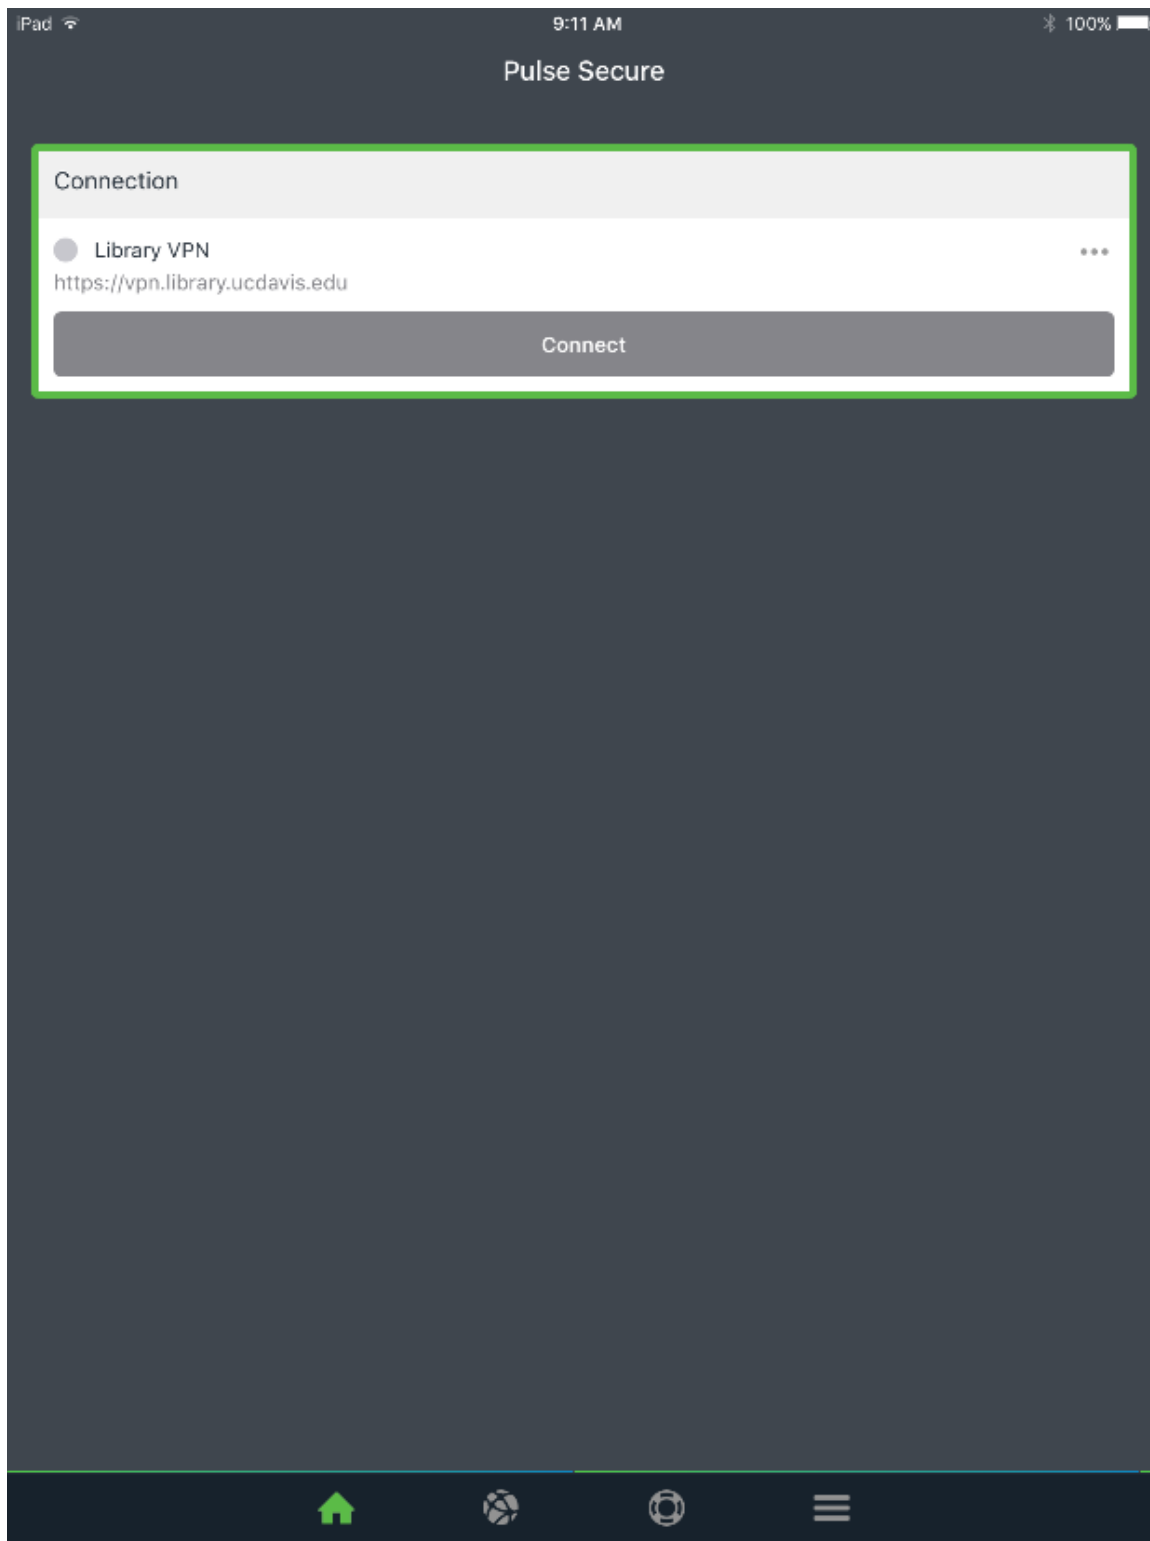 iPad
9:11 AM
100%
Pulse Secure
Connection
Library VPN
https://vpn.library.ucdavis.edu
Connect